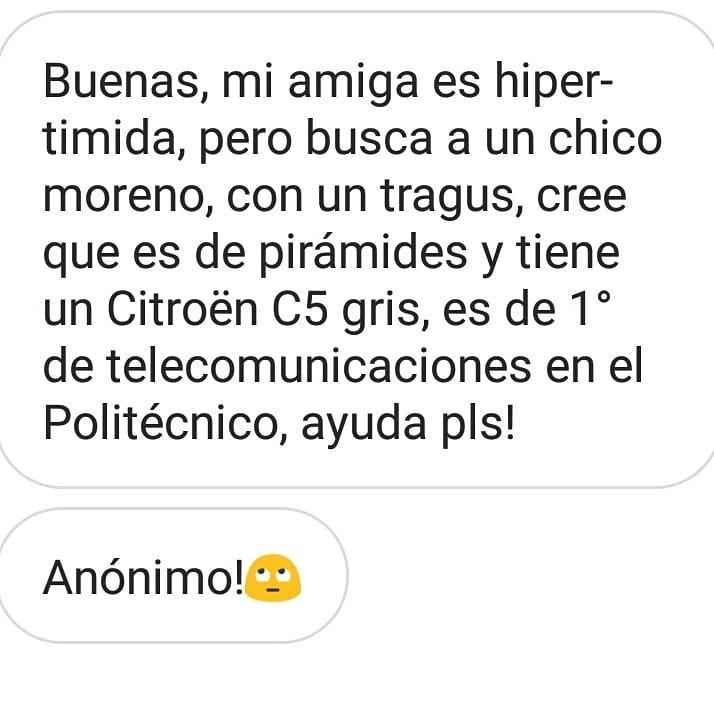 Buenas, mi amiga es hiper-
timida, pero busca a un chico
moreno, con un tragus, cree
que es de pirámides y tiene
un Citroën C5 gris, es de 1°
de telecomunicaciones en el
Politécnico, ayuda pls!
Anónimo!🙄